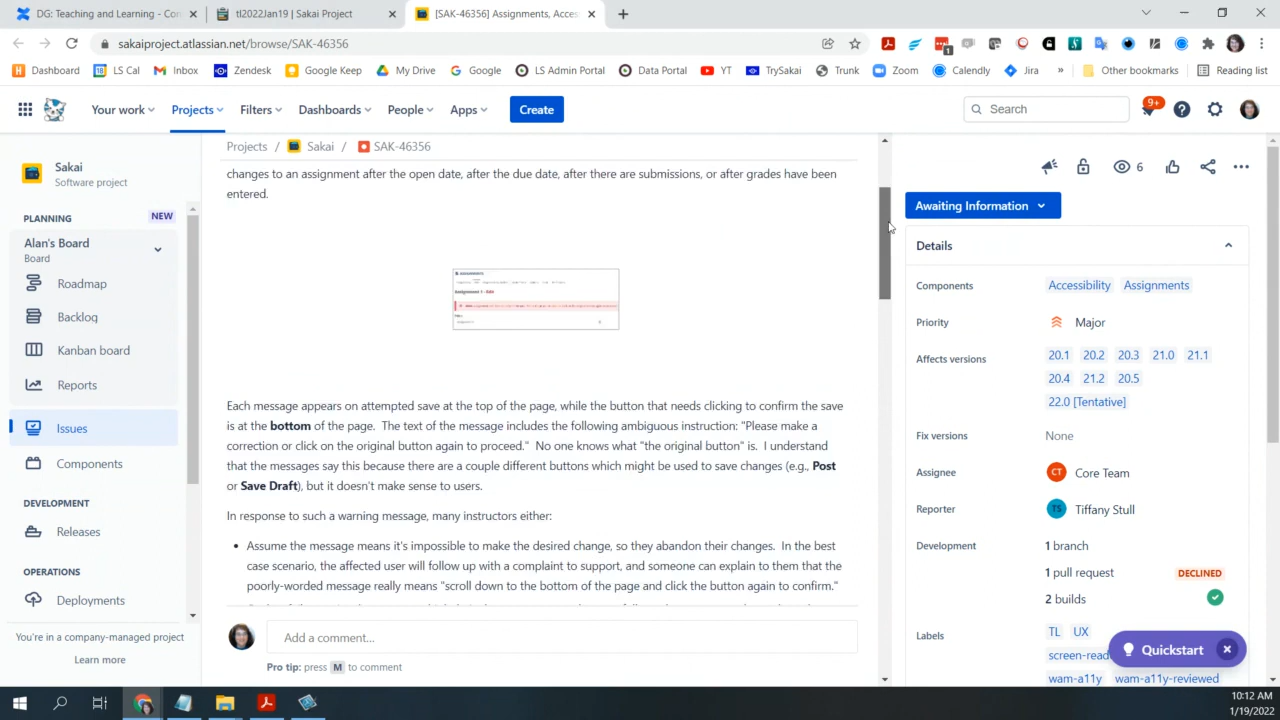 DG: Teaching and Learning - Con
tl2022Jan19 | Sakai Project
[SAK-46356] Assignments, Acces
sakaiproject.atlassian.net/browse/SAK-46356
Dashboard
LS Cal
Inbox
Zendesk
Google Keep
My Drive
Google
LS Admin Portal
Data Portal
YT
TrySakai
Trunk
Zoom
Calendly
Jira
»
Other bookmarks
Reading list
Your work
Projects
Filters
Dashboards
People
Apps
Create
Search
9+
Sakai
Software project
PLANNING
NEW
Alan's Board
Board
Roadmap
Backlog
Kanban board
Reports
Issues
Components
DEVELOPMENT
Releases
OPERATIONS
Deployments
You're in a company-managed project
Learn more
Projects / Sakai / SAK-46356
changes to an assignment after the open date, after the due date, after there are submissions, or after grades have been
entered.
Each message appears on attempted save at the top of the page, while the button that needs clicking to confirm the save
is at the bottom of the page. The text of the message includes the following ambiguous instruction: "Please make a
correction or click on the original button again to proceed." No one knows what "the original button" is. I understand
that the messages say this because there are a couple different buttons which might be used to save changes (e.g., Post
or Save Draft), but it doesn't make sense to users.
In response to such a warning message, many instructors either:
• Assume the message means it's impossible to make the desired change, so they abandon their changes. In the best
case scenario, the affected user will follow up with a complaint to support, and someone can explain to them that the
poorly-worded message really means "scroll down to the bottom of the page and click the button again to confirm."
Add a comment...
Pro tip: press M to comment
6
Awaiting Information
Details
Components
Accessibility Assignments
Priority
Major
Affects versions
20.1 20.2 20.3 21.0 21.1
20.4 21.2 20.5
22.0 [Tentative]
Fix versions
None
Assignee
CT Core Team
Reporter
TS Tiffany Stull
Development
1 branch
1 pull request DECLINED
2 builds
Labels
TL UX
screen-read
wam-a11y wam-a11y-reviewed
Quickstart
10:12 AM
1/19/2022